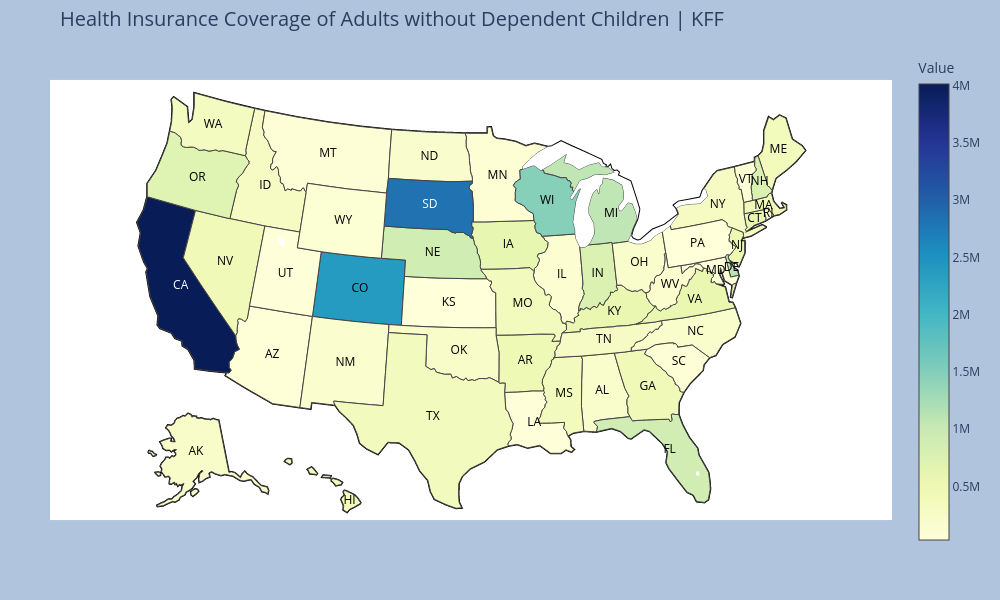 Health Insurance Coverage of Adults without Dependent Children | KFF
Value
4M
3.5M
3M
2.5M
2M
1.5M
1M
0.5M
WA
MT
ND
MN
ME
OR
ID
SD
WI
MI
VT
NH
WY
NY
MA
CT
RI
CA
NV
UT
CO
NE
IA
IL
IN
OH
PA
NJ
MD
DE
WV
VA
KS
MO
KY
AZ
NM
OK
AR
TN
NC
SC
TX
LA
MS
AL
GA
AK
HI
FL